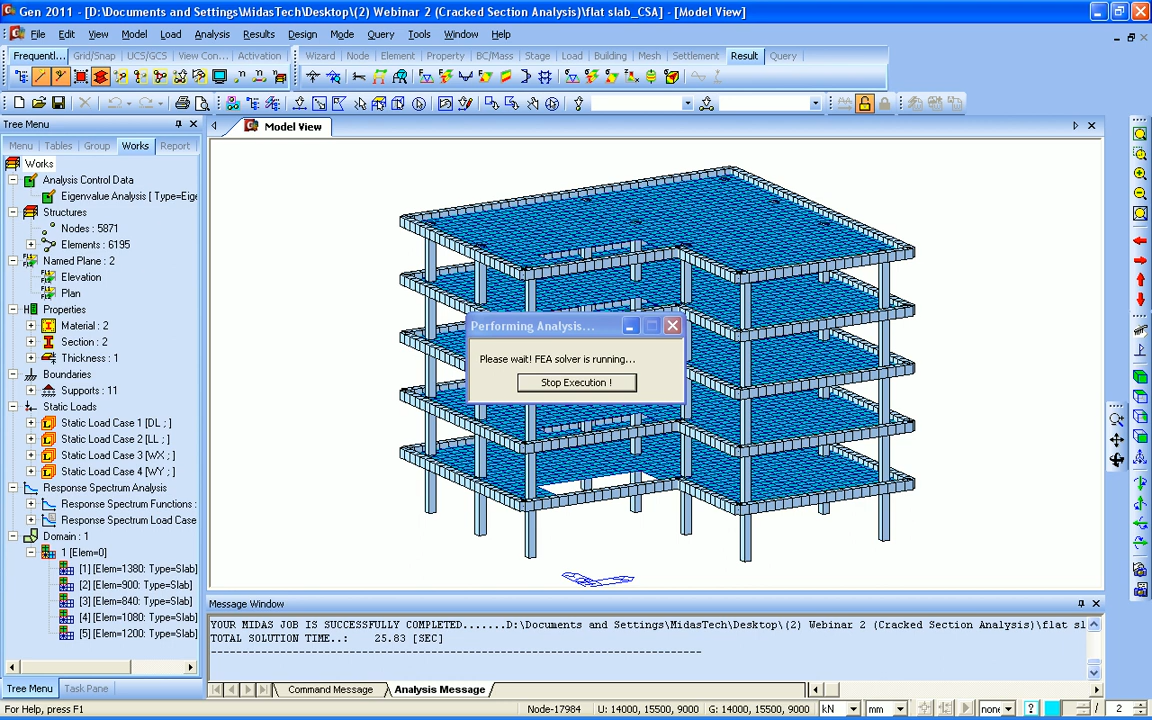 Gen 2011 - [D:\Documents and Settings\MidasTech\Desktop\(2) Webinar 2 (Cracked Section Analysis)\flat slab_CSA] - [Model View]
File Edit View Model Load Analysis Results Design Mode Query Tools Window Help
Frequentl... Grid/Snap UCS/GCS View Con... Activation Wizard Node Element Property BC/Mass Stage Load Building Mesh Settlement Result Query
Tree Menu
Model View
Menu Tables Group Works Report
Works
Analysis Control Data
Eigenvalue Analysis [ Type=Eige
Structures
Nodes : 5871
Elements : 6195
Named Plane : 2
Elevation
Plan
Properties
Material : 2
Section : 2
Thickness : 1
Boundaries
Supports : 11
Static Loads
Static Load Case 1 [DL ; ]
Static Load Case 2 [LL ; ]
Static Load Case 3 [WX ; ]
Static Load Case 4 [WY ; ]
Response Spectrum Analysis
Response Spectrum Functions :
Response Spectrum Load Case
Domain : 1
1 [Elem=0]
[1] [Elem=1380: Type=Slab]
[2] [Elem=900: Type=Slab]
[3] [Elem=840: Type=Slab]
[4] [Elem=1080: Type=Slab]
[5] [Elem=1200: Type=Slab]
Performing Analysis...
Please wait! FEA solver is running...
Stop Execution !
Message Window
YOUR MIDAS JOB IS SUCCESSFULLY COMPLETED.......D:\Documents and Settings\MidasTech\Desktop\(2) Webinar 2 (Cracked Section Analysis)\flat sl
TOTAL SOLUTION TIME..: 25.83 [SEC]
-----------------------------------------------------------------------
Tree Menu Task Pane
Command Message Analysis Message
For Help, press F1
Node-17984
U: 14000, 15500, 9000
G: 14000, 15500, 9000
kN
mm
none
?
/ 2